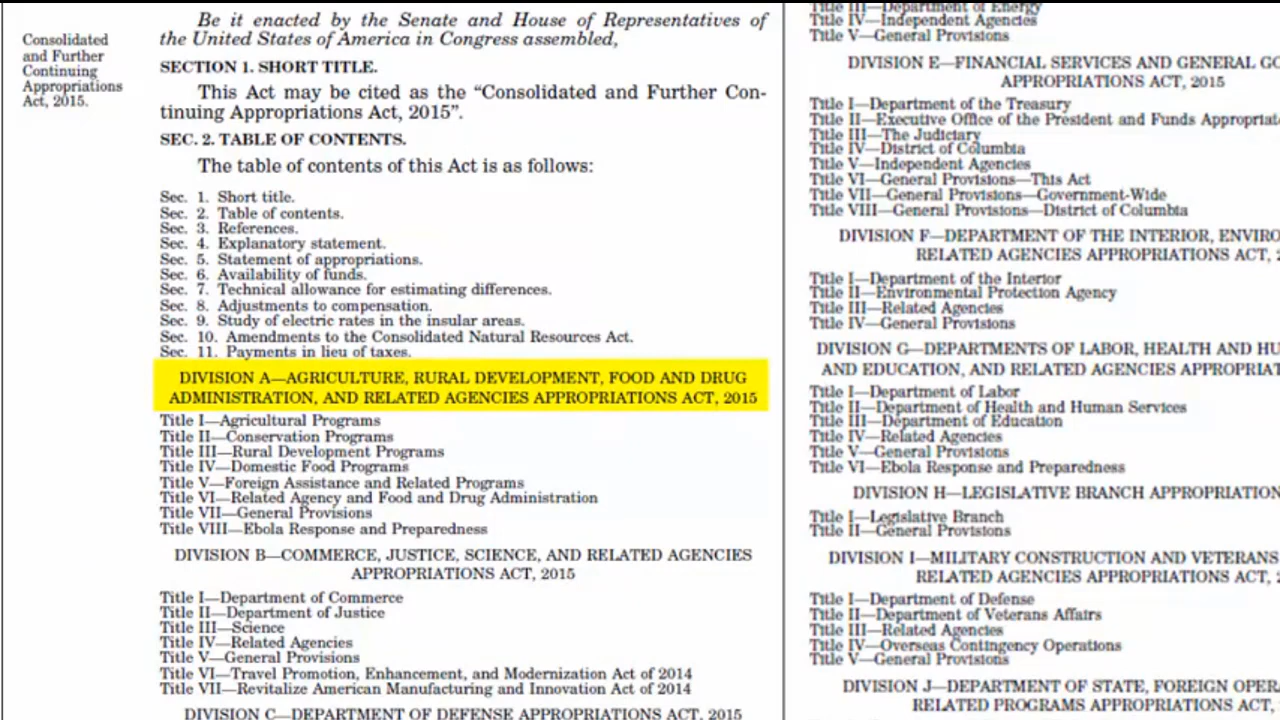 Consolidated
and Further
Continuing
Appropriations
Act, 2015.
Be it enacted by the Senate and House of Representatives of
the United States of America in Congress assembled,
SECTION 1. SHORT TITLE.
This Act may be cited as the “Consolidated and Further Con-
tinuing Appropriations Act, 2015”.
SEC. 2. TABLE OF CONTENTS.
The table of contents of this Act is as follows:
Sec. 1. Short title.
Sec. 2. Table of contents.
Sec. 3. References.
Sec. 4. Explanatory statement.
Sec. 5. Statement of appropriations.
Sec. 6. Availability of funds.
Sec. 7. Technical allowance for estimating differences.
Sec. 8. Adjustments to compensation.
Sec. 9. Study of electric rates in the insular areas.
Sec. 10. Amendments to the Consolidated Natural Resources Act.
Sec. 11. Payments in lieu of taxes.
DIVISION A—AGRICULTURE, RURAL DEVELOPMENT, FOOD AND DRUG
ADMINISTRATION, AND RELATED AGENCIES APPROPRIATIONS ACT, 2015
Title I—Agricultural Programs
Title II—Conservation Programs
Title III—Rural Development Programs
Title IV—Domestic Food Programs
Title V—Foreign Assistance and Related Programs
Title VI—Related Agency and Food and Drug Administration
Title VII—General Provisions
Title VIII—Ebola Response and Preparedness
DIVISION B—COMMERCE, JUSTICE, SCIENCE, AND RELATED AGENCIES
APPROPRIATIONS ACT, 2015
Title I—Department of Commerce
Title II—Department of Justice
Title III—Science
Title IV—Related Agencies
Title V—General Provisions
Title VI—Travel Promotion, Enhancement, and Modernization Act of 2014
Title VII—Revitalize American Manufacturing and Innovation Act of 2014
DIVISION C—DEPARTMENT OF DEFENSE APPROPRIATIONS ACT, 2015
Title III—Department of Energy
Title IV—Independent Agencies
Title V—General Provisions
DIVISION E—FINANCIAL SERVICES AND GENERAL GO
APPROPRIATIONS ACT, 2015
Title I—Department of the Treasury
Title II—Executive Office of the President and Funds Appropriate
Title III—The Judiciary
Title IV—District of Columbia
Title V—Independent Agencies
Title VI—General Provisions—This Act
Title VII—General Provisions—Government-Wide
Title VIII—General Provisions—District of Columbia
DIVISION F—DEPARTMENT OF THE INTERIOR, ENVIRO
RELATED AGENCIES APPROPRIATIONS ACT, 2
Title I—Department of the Interior
Title II—Environmental Protection Agency
Title III—Related Agencies
Title IV—General Provisions
DIVISION G—DEPARTMENTS OF LABOR, HEALTH AND HU
AND EDUCATION, AND RELATED AGENCIES APPROPRIAT
Title I—Department of Labor
Title II—Department of Health and Human Services
Title III—Department of Education
Title IV—Related Agencies
Title V—General Provisions
Title VI—Ebola Response and Preparedness
DIVISION H—LEGISLATIVE BRANCH APPROPRIATION
Title I—Legislative Branch
Title II—General Provisions
DIVISION I—MILITARY CONSTRUCTION AND VETERANS
RELATED AGENCIES APPROPRIATIONS ACT, 2
Title I—Department of Defense
Title II—Department of Veterans Affairs
Title III—Related Agencies
Title IV—Overseas Contingency Operations
Title V—General Provisions
DIVISION J—DEPARTMENT OF STATE, FOREIGN OPER
RELATED PROGRAMS APPROPRIATIONS ACT,